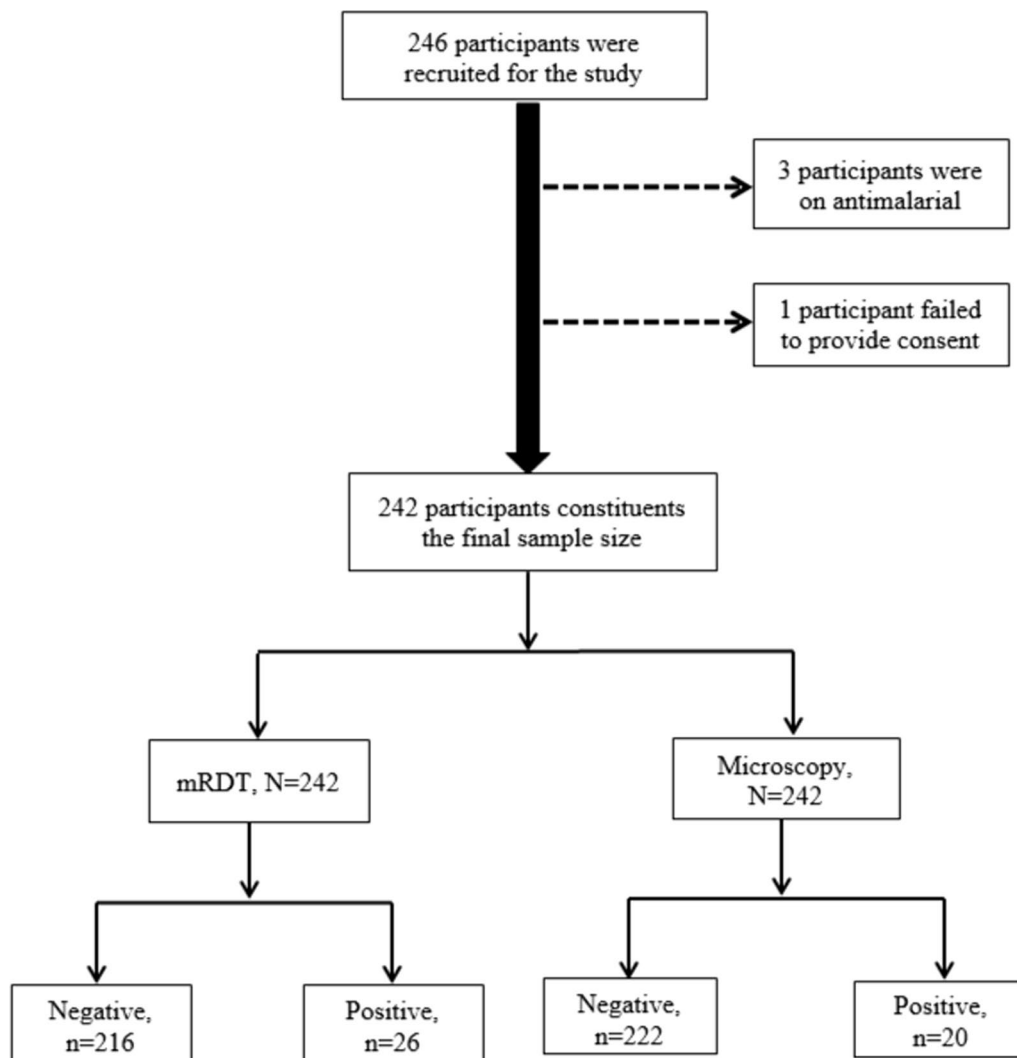 246 participants were
recruited for the study
3 participants were
on antimalarial
1 participant failed
to provide consent
242 participants constituents
the final sample size
mRDT, N=242
Microscopy,
N=242
Negative,
n=216
Positive,
n=26
Negative,
n=222
Positive,
n=20